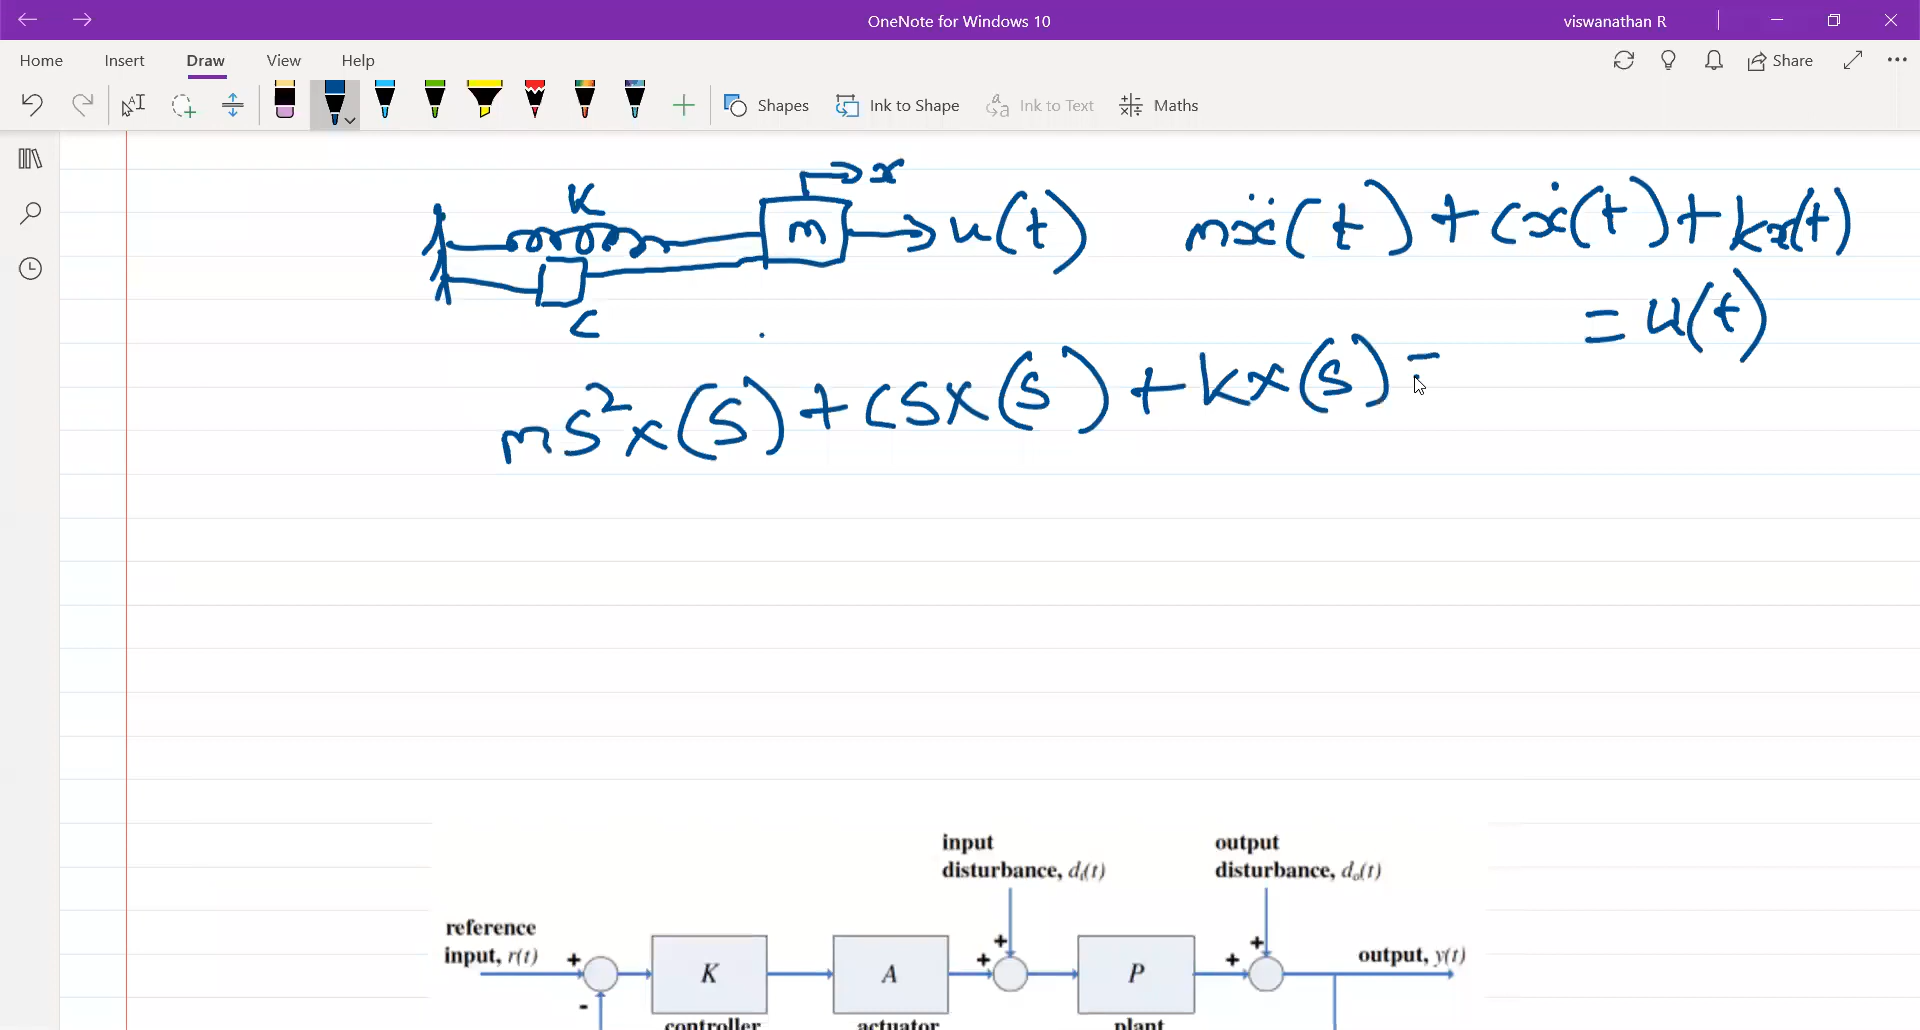 OneNote for Windows 10
viswanathan R
Home Insert Draw View Help
Share
Shapes Ink to Shape Ink to Text Maths
x
K
m
u(t)
mẍ(t) + cẋ(t) + kx(t)
= u(t)
C
ms²x(s) + csx(s) + kx(s) =
input
disturbance, dᵢ(t)
output
disturbance, dₒ(t)
reference
input, r(t)
+
-
K
A
+
+
P
+
+
output, y(t)
controller
actuator
plant